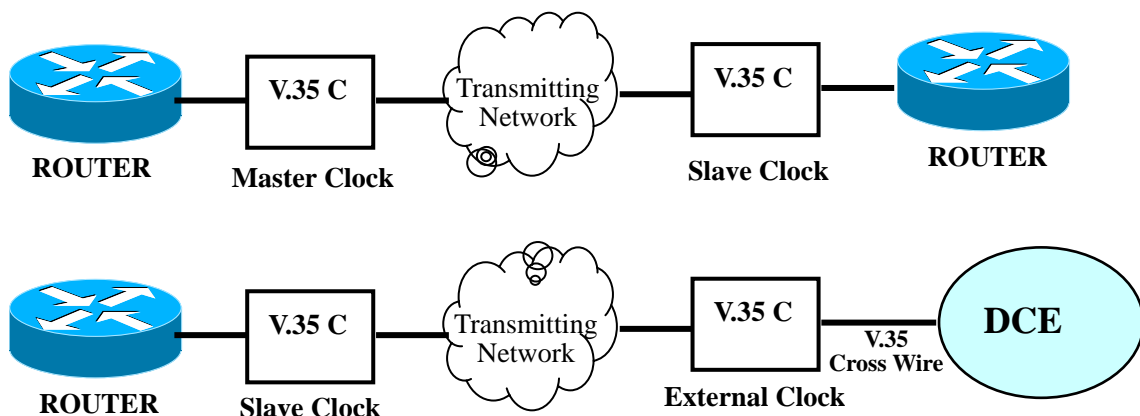 V.35 C
Transmitting
Network
V.35 C
ROUTER
Master Clock
Slave Clock
ROUTER
V.35 C
Transmitting
Network
V.35 C
DCE
V.35
Cross Wire
ROUTER
Slave Clock
External Clock